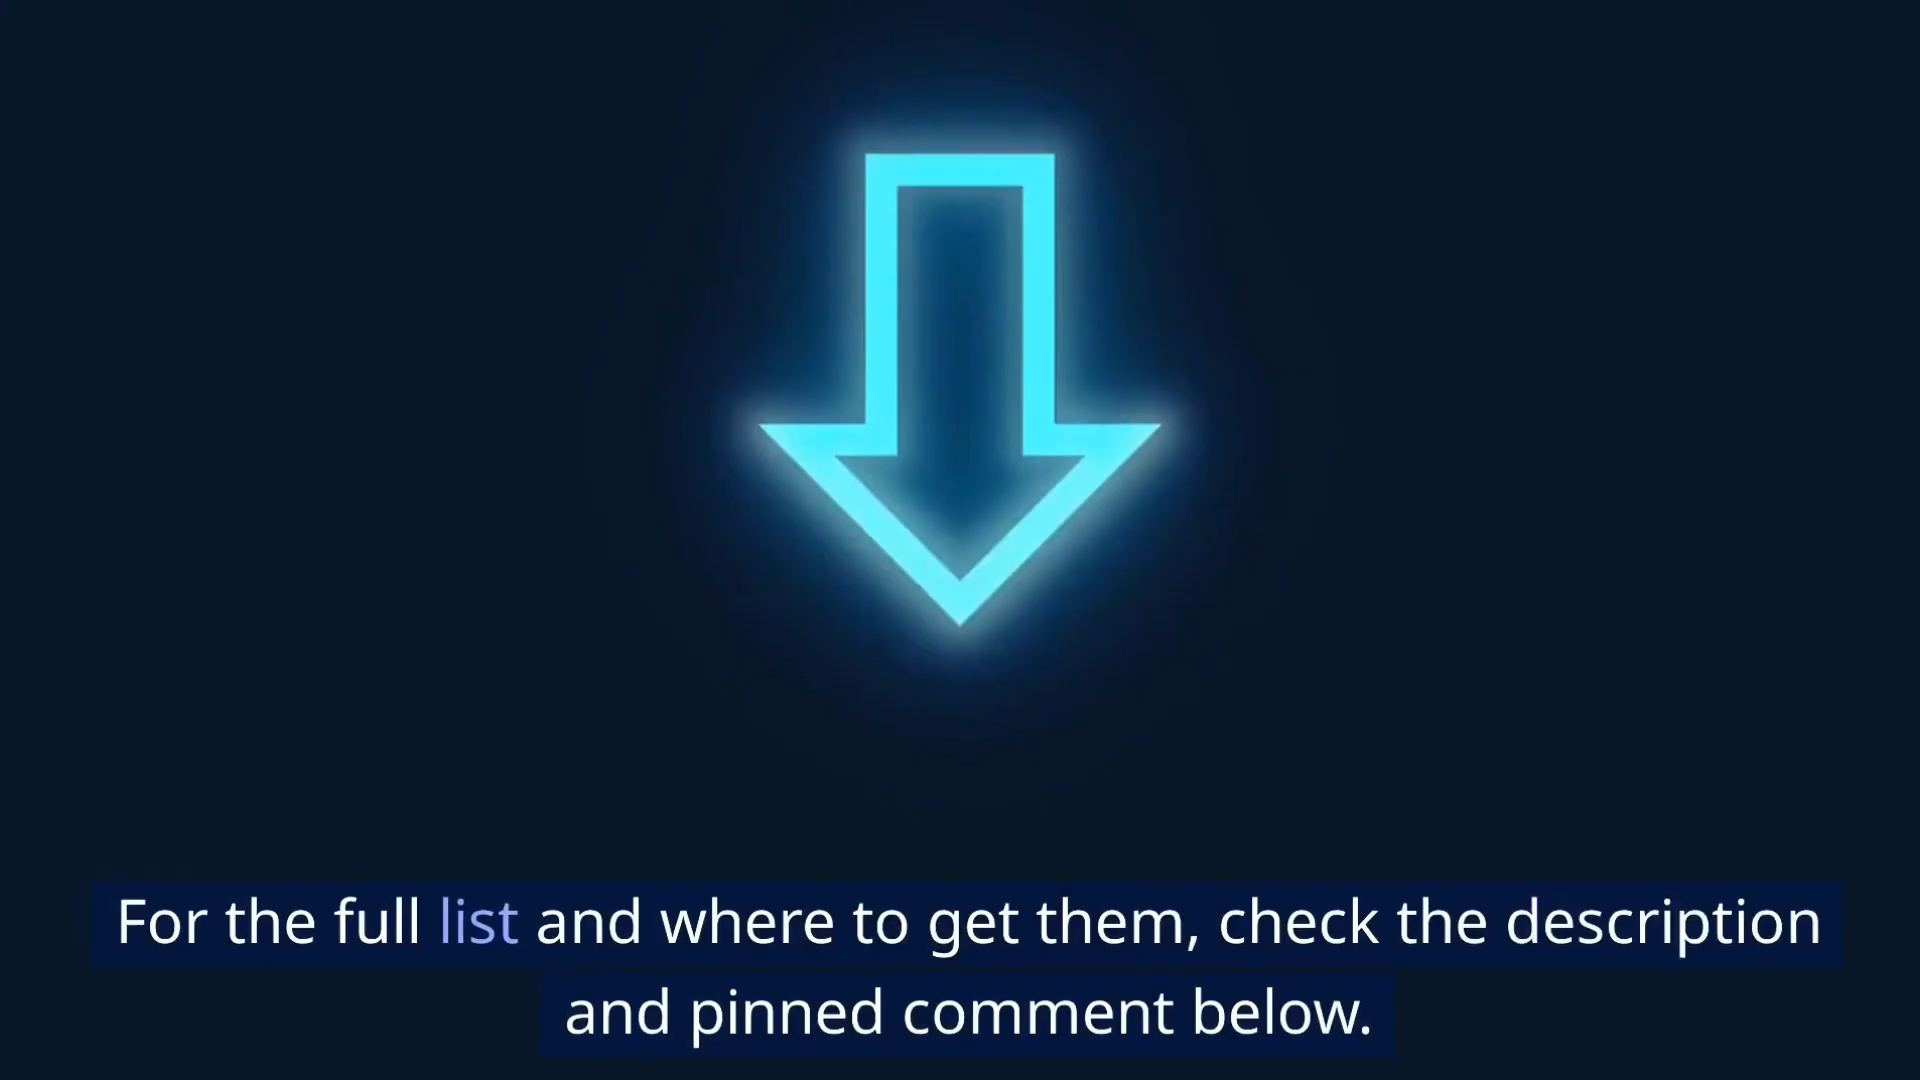 For the full list and where to get them, check the description
and pinned comment below.